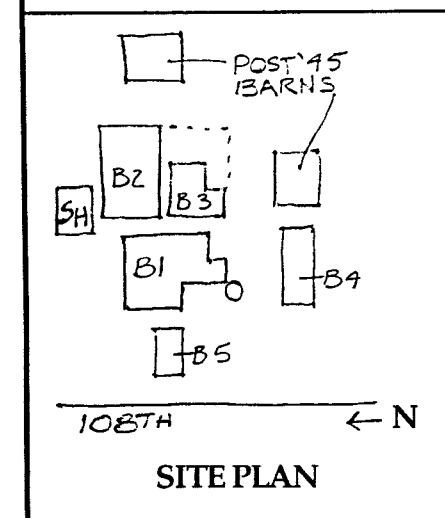 POST '45
BARNS
B2
B3
SH
B1
B4
B5
108TH
← N
SITE PLAN